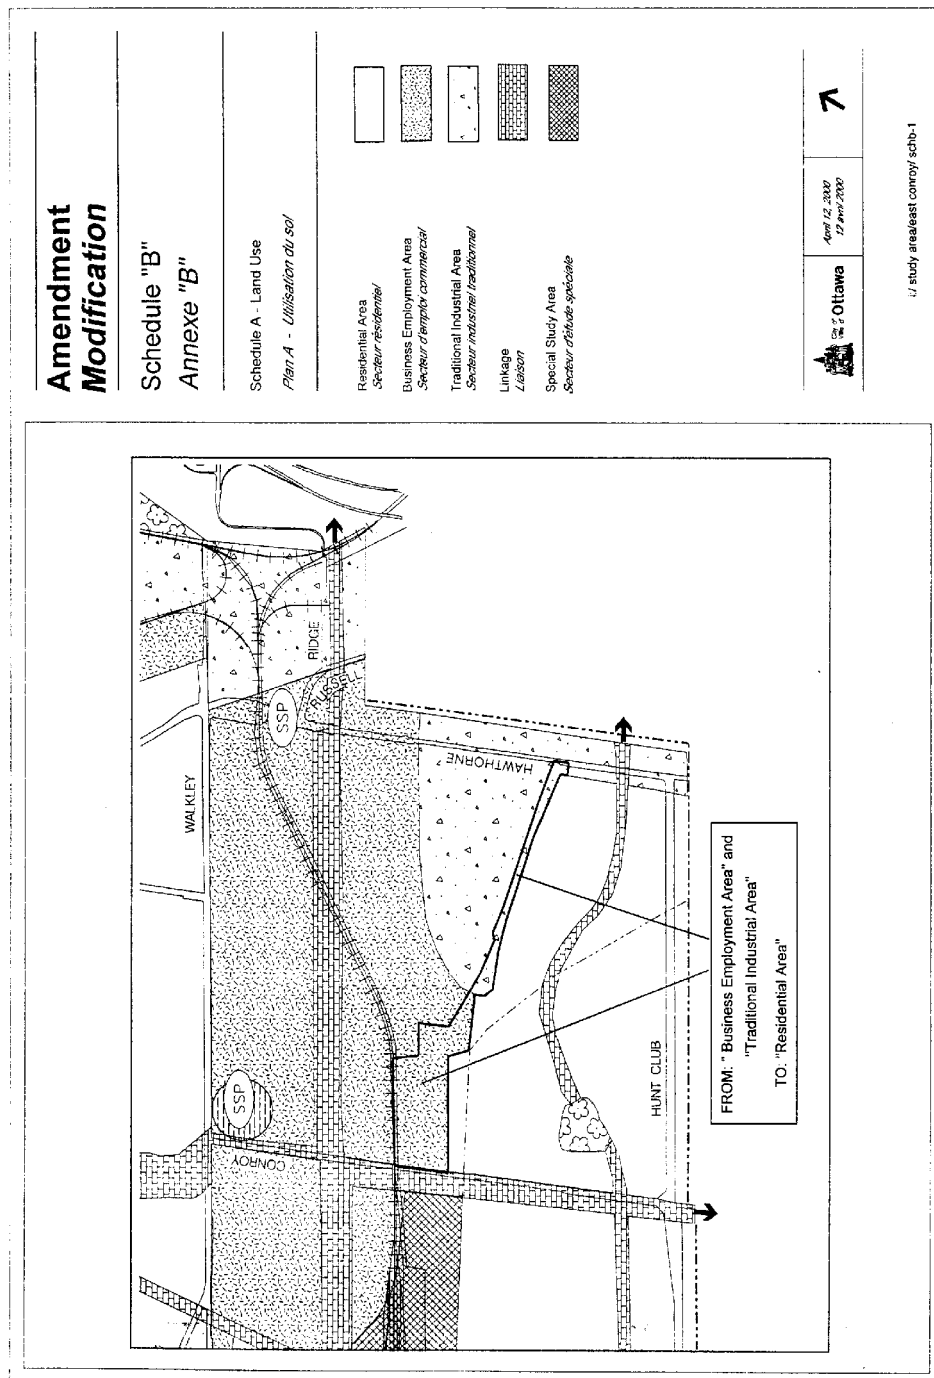 Amendment
Modification
Schedule "B"
Annexe "B"
Schedule A - Land Use
Plan A - Utilisation du sol
Residential Area
Secteur résidentiel
Business Employment Area
Secteur d'emploi commercial
Traditional Industrial Area
Secteur industriel traditionnel
Linkage
Liaison
Special Study Area
Secteur d'étude spéciale
Ottawa
April 12, 2000
12 avril 2000
WALKLEY
SSP
RIDGE
RUSSELL
HAWTHORNE
SSP
CONROY
HUNT CLUB
FROM: " Business Employment Area" and
"Traditional Industrial Area"
TO: "Residential Area"
study area/east conroy/ schb-1